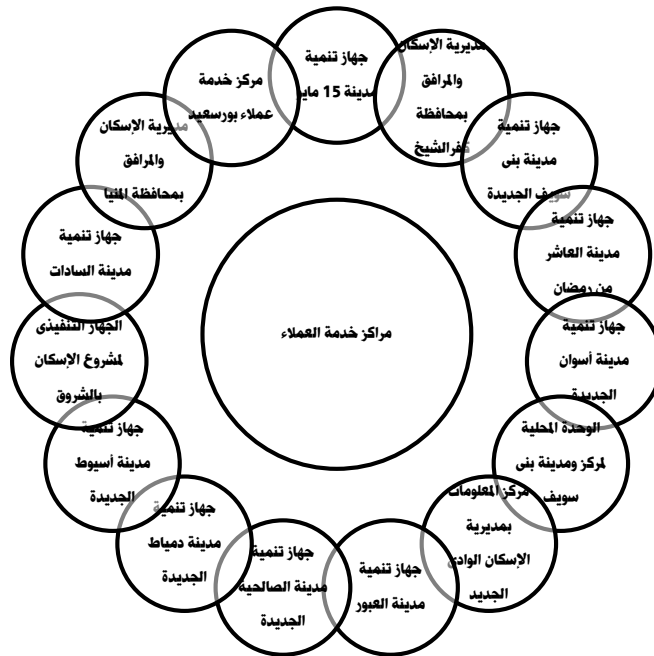 جهاز تنمية
مدينة 15 مايو
مديرية الإسكان
والمرافق
بمحافظة
كفرالشيخ
جهاز تنمية
مدينة بنى
سويف الجديدة
جهاز تنمية
مدينة العاشر
من رمضان
جهاز تنمية
مدينة أسوان
الجديدة
الوحدة المحلية
لمركز ومدينة بنى
سويف
مركز المعلومات
بمديرية
الإسكان الوادى
الجديد
جهاز تنمية
مدينة العبور
جهاز تنمية
مدينة الصالحية
الجديدة
جهاز تنمية
مدينة دمياط
الجديدة
جهاز تنمية
مدينة أسيوط
الجديدة
الجهاز التنفيذى
لمشروع الإسكان
بالشروق
جهاز تنمية
مدينة السادات
مديرية الإسكان
والمرافق
بمحافظة المنيا
مركز خدمة
عملاء بورسعيد
مراكز خدمة العملاء